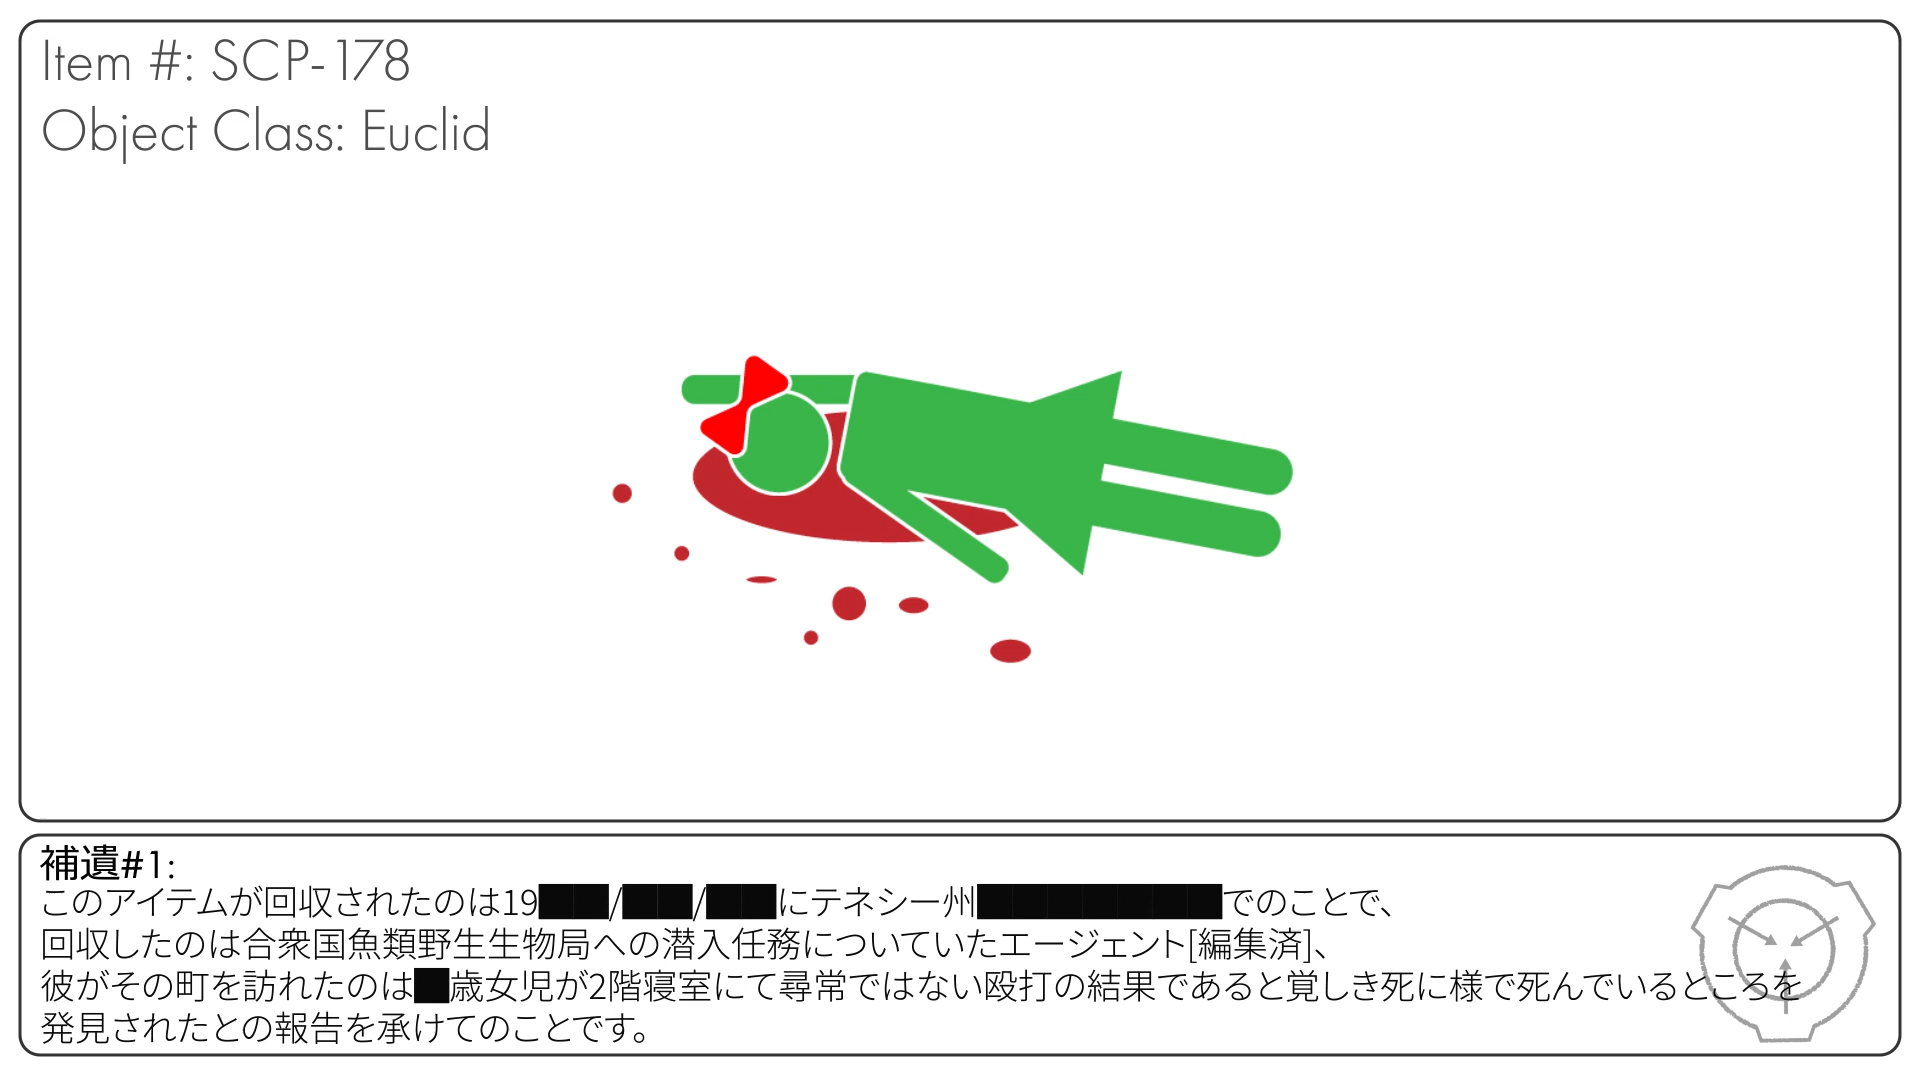 Item #: SCP-178
Object Class: Euclid
補遺#1:
このアイテムが回収されたのは19██/██/██にテネシー州███████でのことで、
回収したのは合衆国魚類野生生物局への潜入任務についていたエージェント[編集済]、
彼がその町を訪れたのは█歳女児が2階寝室にて尋常ではない殴打の結果であると覚しき死に様で死んでいるところを
発見されたとの報告を承けてのことです。